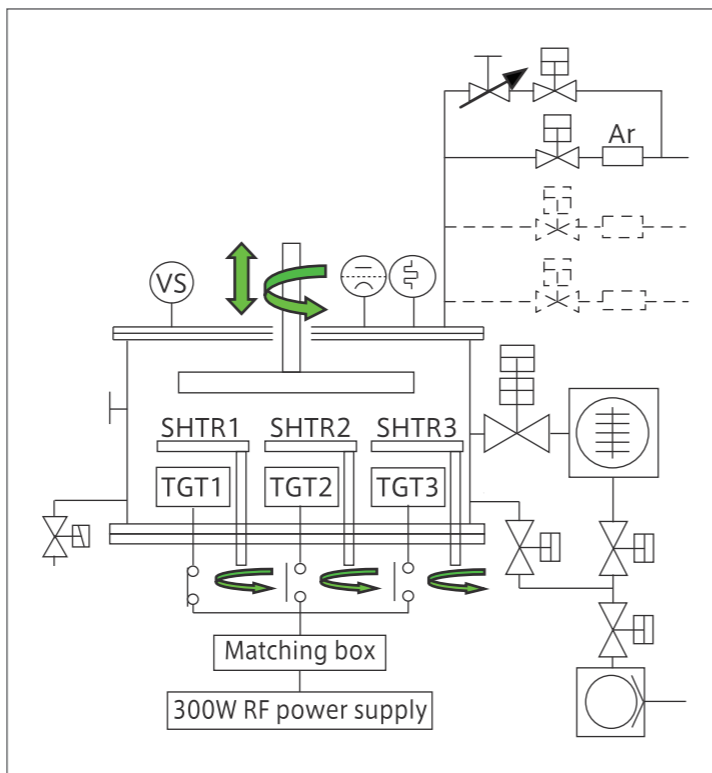 Ar
VS
SHTR1 SHTR2 SHTR3
TGT1 TGT2 TGT3
Matching box
300W RF power supply